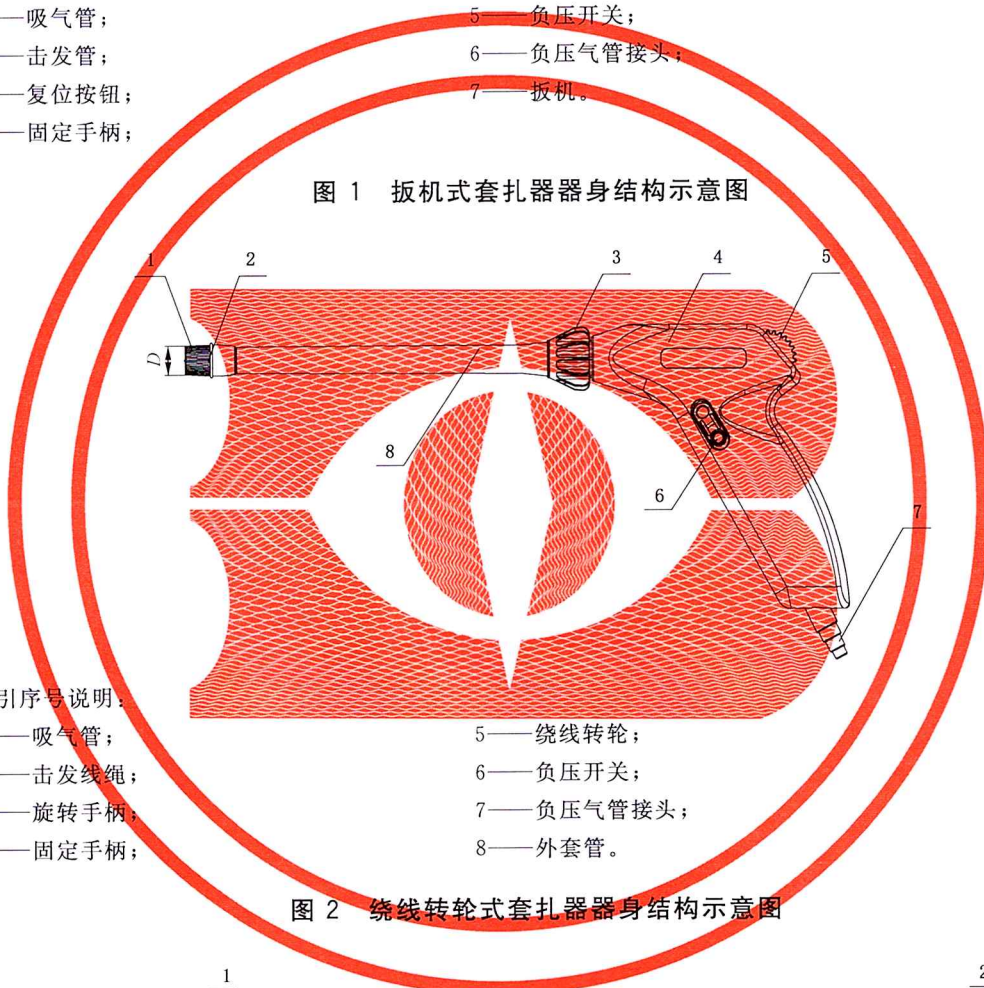 ——吸气管；
——击发管；
——复位按钮；
——固定手柄；
5——负压开关；
6——负压气管接头；
7——扳机。
图 1 扳机式套扎器器身结构示意图
1
2
3
4
5
D
8
6
7
引序号说明：
——吸气管；
——击发线绳；
——旋转手柄；
——固定手柄；
5——绕线转轮；
6——负压开关；
7——负压气管接头；
8——外套管。
图 2 绕线转轮式套扎器器身结构示意图
1
2